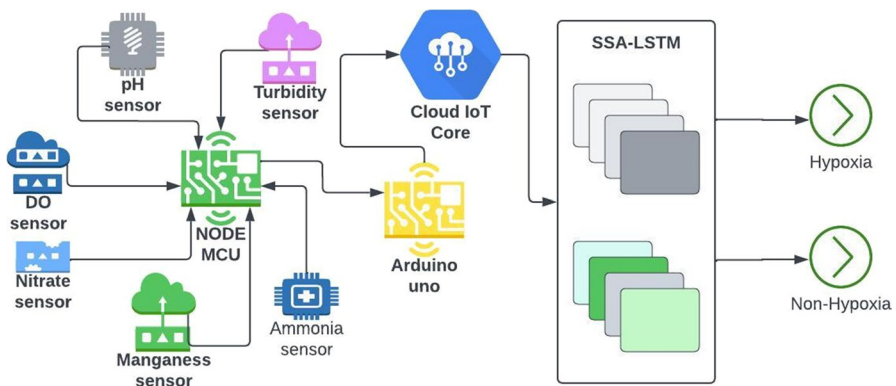 pH
sensor
Turbidity
sensor
Cloud IoT
Core
SSA-LSTM
Hypoxia
DO
sensor
NODE
MCU
Arduino
uno
Nitrate
sensor
Manganess
sensor
Ammonia
sensor
Non-Hypoxia